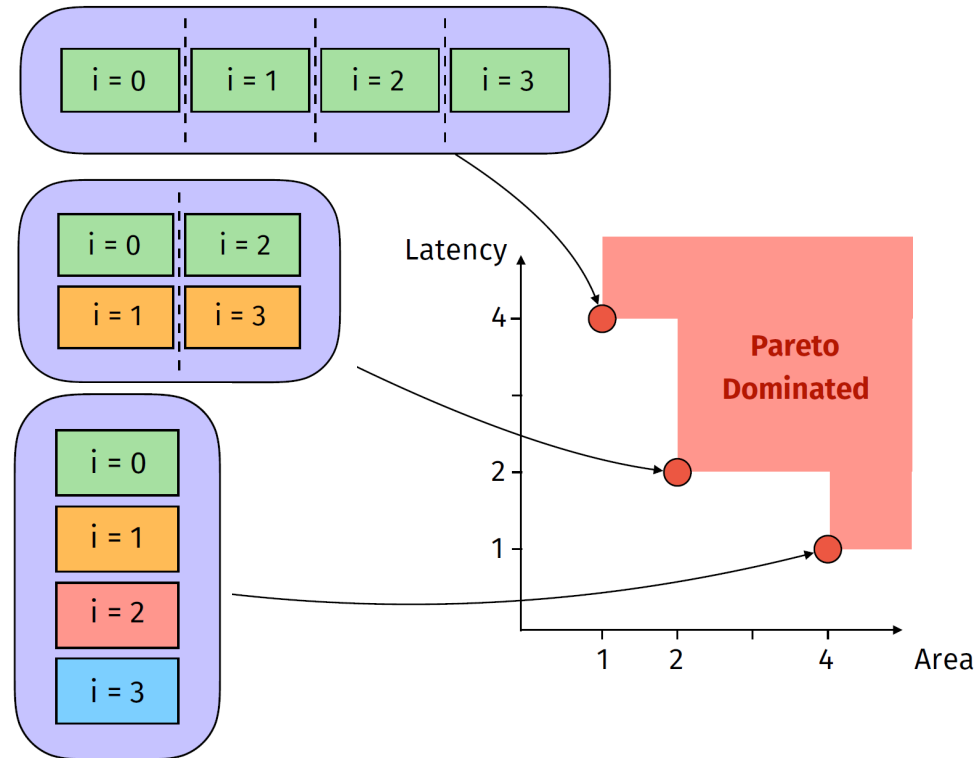 i = 0 i = 1 i = 2 i = 3
i = 0 i = 2
i = 1 i = 3
i = 0
i = 1
i = 2
i = 3
Latency
4
2
1
Pareto
Dominated
1 2 4 Area